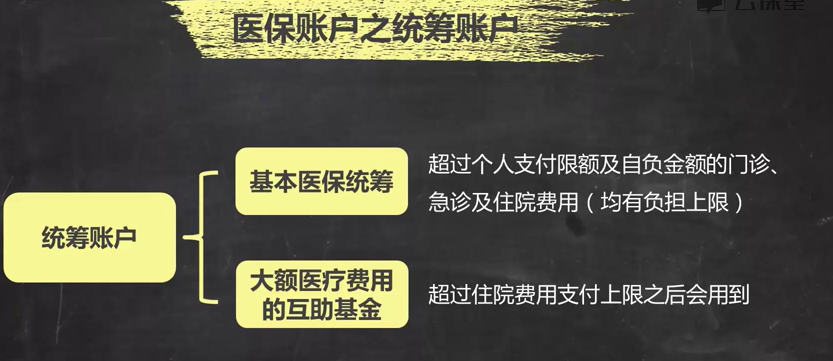 医保账户之统筹账户
统筹账户
基本医保统筹
超过个人支付限额及自负金额的门诊、
急诊及住院费用（均有负担上限）
大额医疗费用
的互助基金
超过住院费用支付上限之后会用到